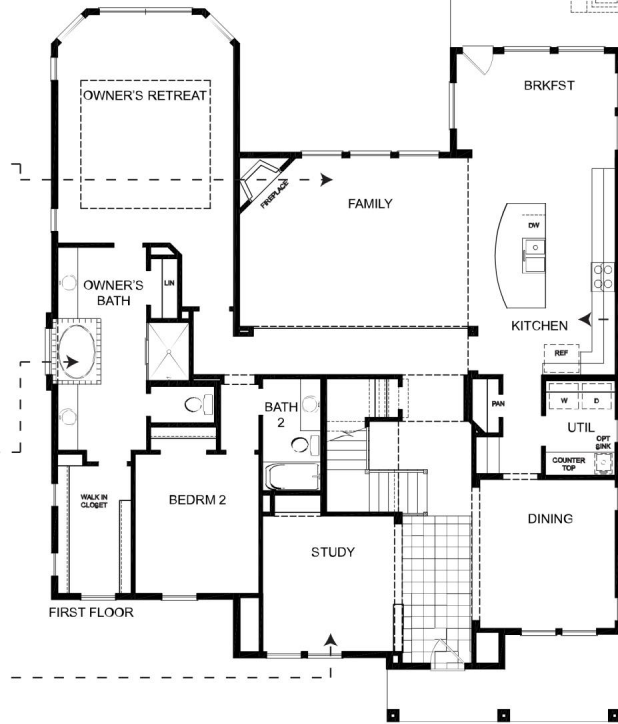 BRKFST
OWNER'S RETREAT
FIREPLACE
FAMILY
DW
OWNER'S
BATH
LIN
KITCHEN
REF
PAN
W
D
BATH
2
UTIL
OPT
SINK
COUNTER
TOP
WALK IN
CLOSET
BEDRM 2
DINING
STUDY
FIRST FLOOR